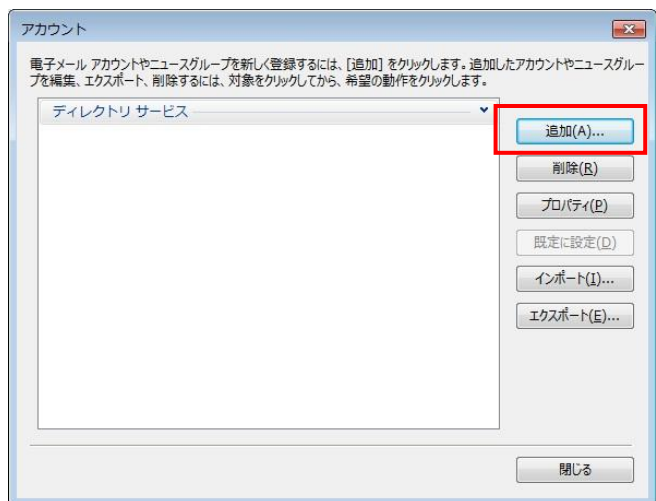 アカウント
電子メール アカウントやニュースグループを新しく登録するには、[追加] をクリックします。追加したアカウントやニュースグルー
プを編集、エクスポート、削除するには、対象をクリックしてから、希望の動作をクリックします。
ディレクトリ サービス
追加(A)...
削除(R)
プロパティ(P)
既定に設定(D)
インポート(I)...
エクスポート(E)...
閉じる